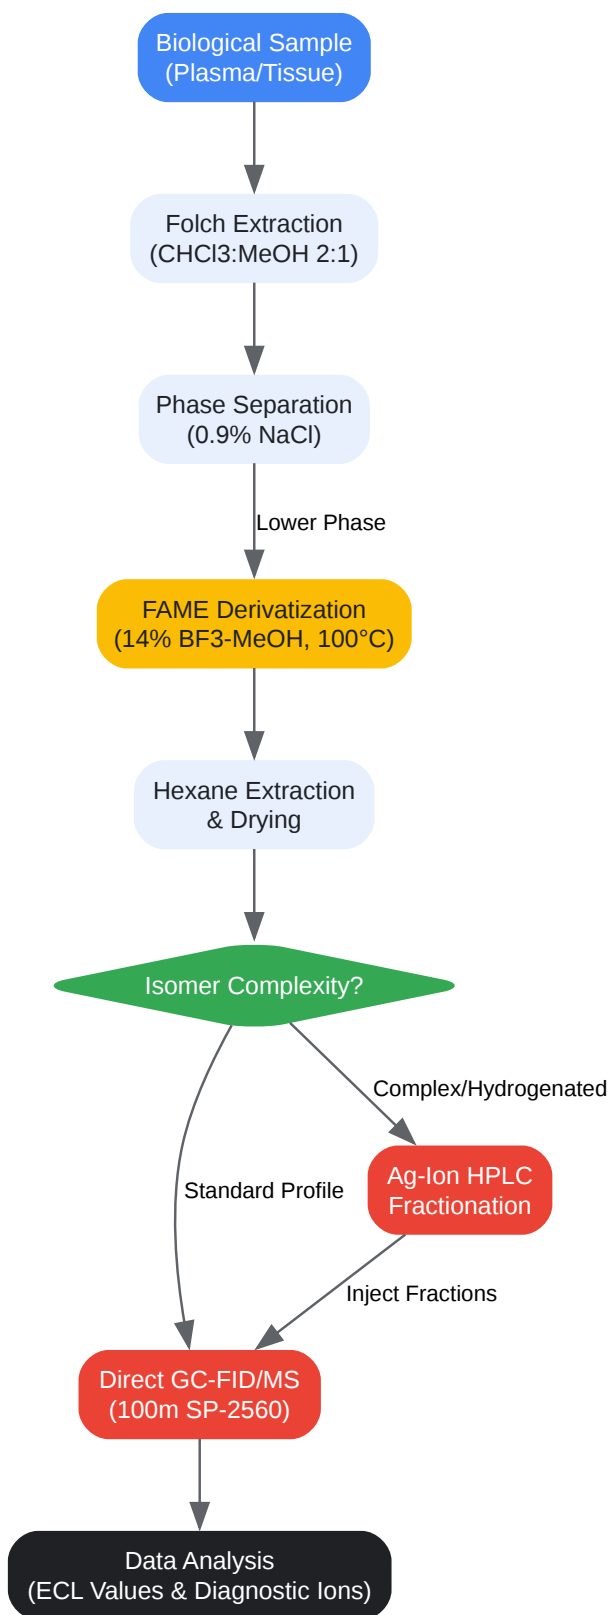 Biological Sample
(Plasma/Tissue)
Folch Extraction
(CHCl3:MeOH 2:1)
Phase Separation
(0.9% NaCl)
Lower Phase
FAME Derivatization
(14% BF3-MeOH, 100°C)
Hexane Extraction
& Drying
Isomer Complexity?
Complex/Hydrogenated
Ag-Ion HPLC
Fractionation
Standard Profile
Inject Fractions
Direct GC-FID/MS
(100m SP-2560)
Data Analysis
(ECL Values & Diagnostic Ions)